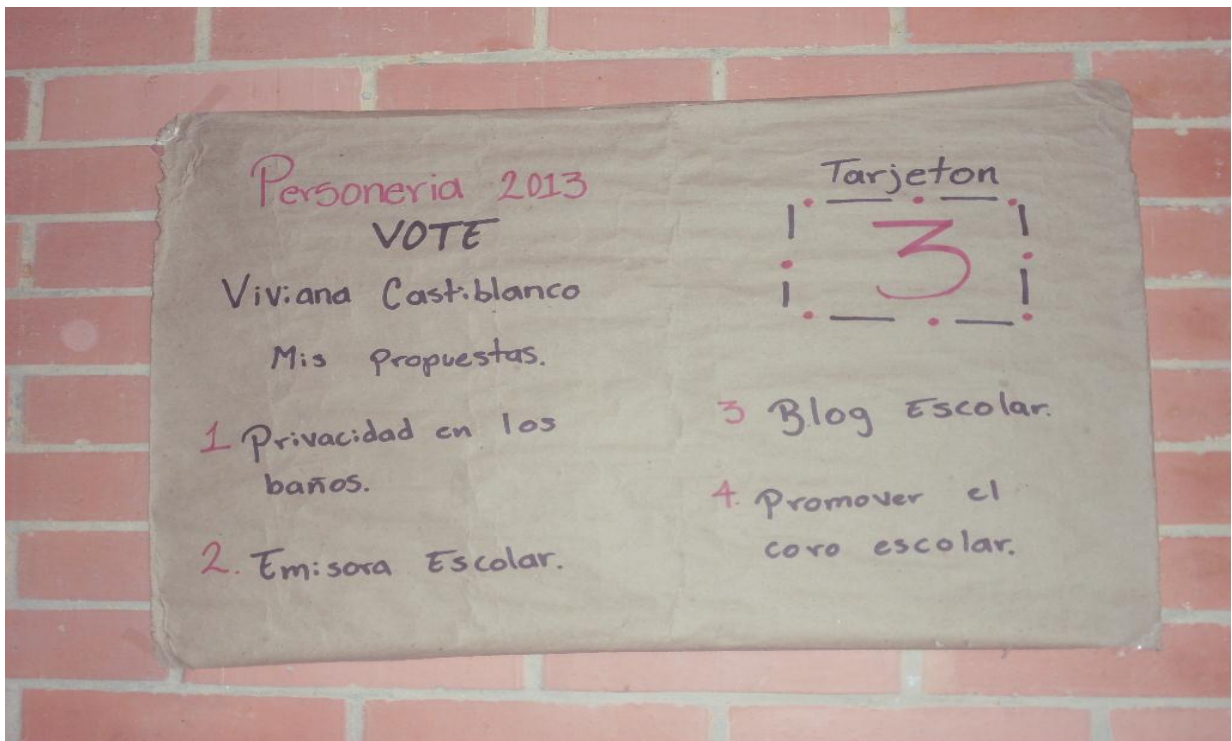 Personeria 2013
VOTE
Viviana Castiblanco
Mis propuestas.
1 Privacidad en los
baños.
2. Emisora Escolar.
Tarjeton
3
3 Blog Escolar.
4. Promover el
coro escolar.